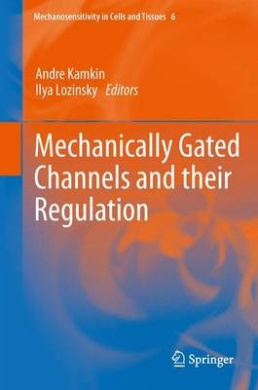 Mechanosensitivity in Cells and Tissues 6
Andre Kamkin
Ilya Lozinsky Editors
Mechanically Gated
Channels and their
Regulation
Springer